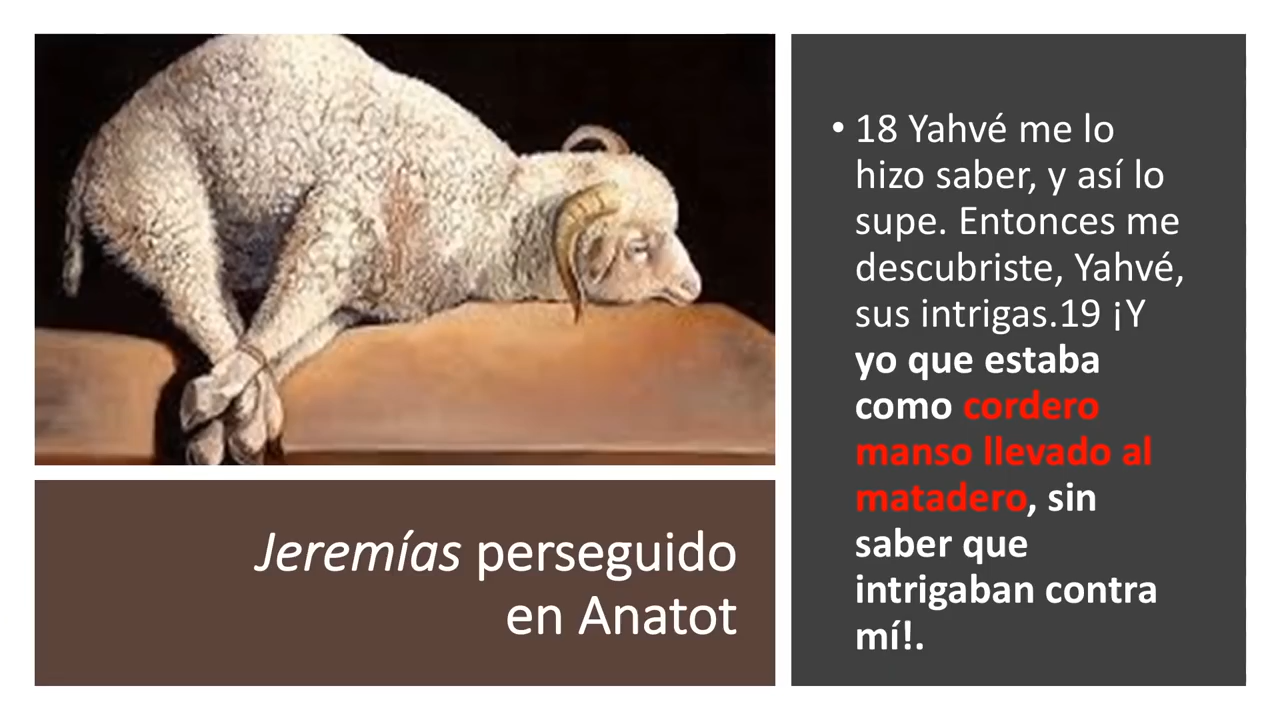 Jeremías perseguido
en Anatot
• 18 Yahvé me lo
hizo saber, y así lo
supe. Entonces me
descubriste, Yahvé,
sus intrigas.19 ¡Y
yo que estaba
como cordero
manso llevado al
matadero, sin
saber que
intrigaban contra
mí!.